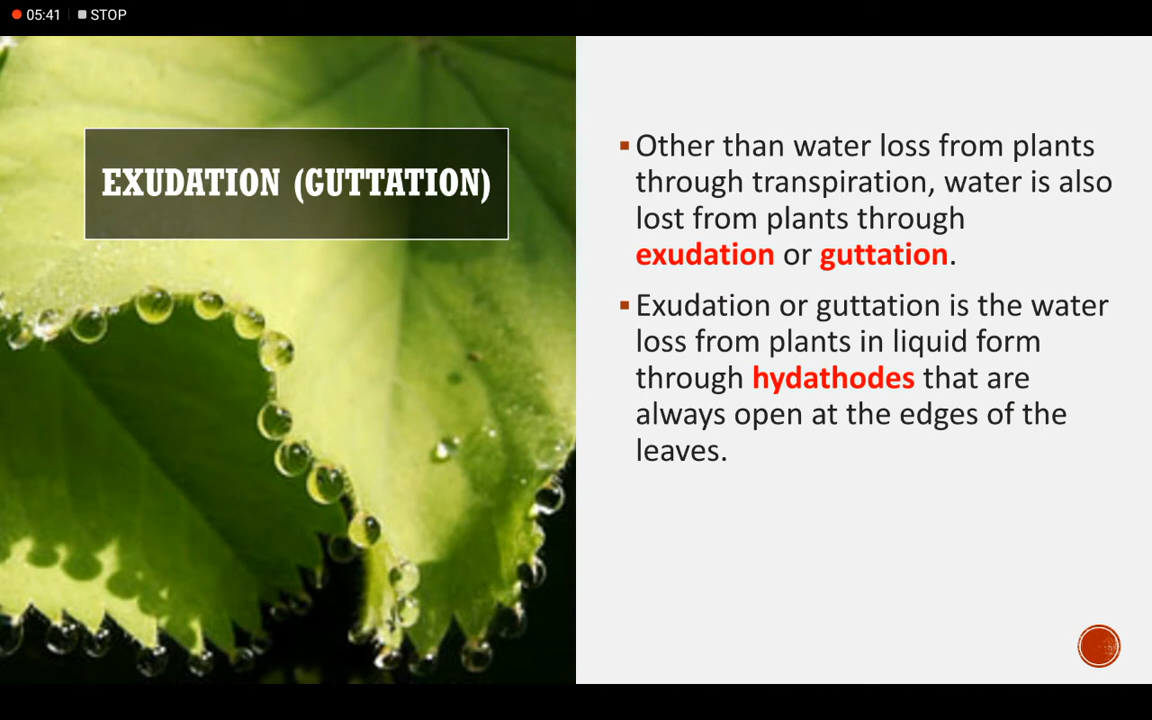 05:41 STOP
EXUDATION (GUTTATION)
▪Other than water loss from plants
through transpiration, water is also
lost from plants through
exudation or guttation.
▪Exudation or guttation is the water
loss from plants in liquid form
through hydathodes that are
always open at the edges of the
leaves.